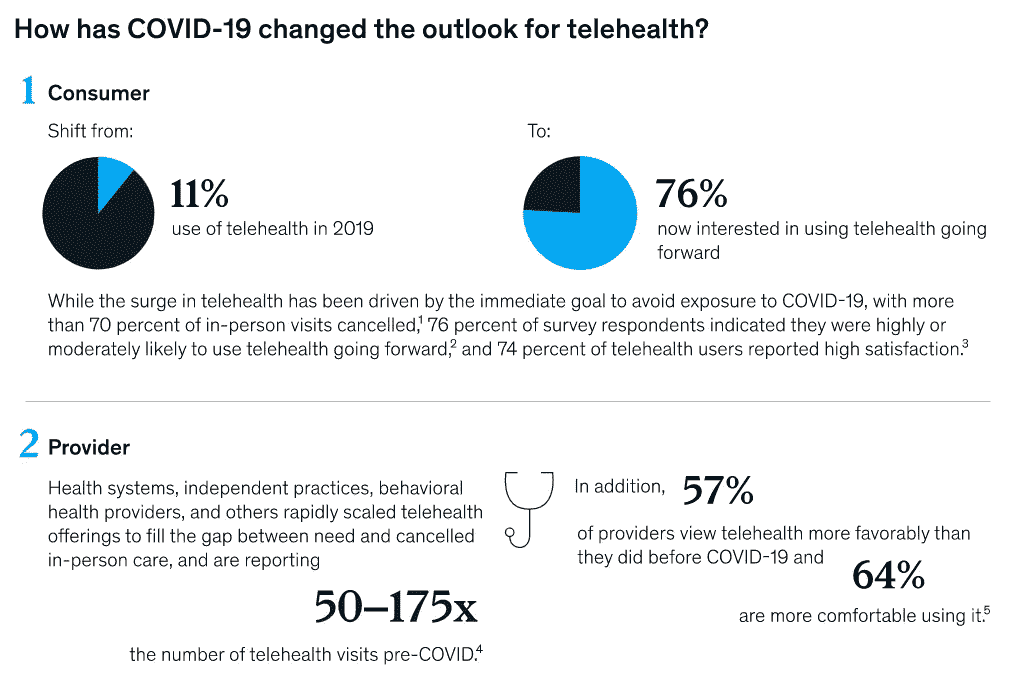 How has COVID-19 changed the outlook for telehealth?
1 Consumer
Shift from:
11%
use of telehealth in 2019
To:
76%
now interested in using telehealth going
forward
While the surge in telehealth has been driven by the immediate goal to avoid exposure to COVID-19, with more
than 70 percent of in-person visits cancelled,¹ 76 percent of survey respondents indicated they were highly or
moderately likely to use telehealth going forward,² and 74 percent of telehealth users reported high satisfaction.³
2 Provider
Health systems, independent practices, behavioral
health providers, and others rapidly scaled telehealth
offerings to fill the gap between need and cancelled
in-person care, and are reporting
50–175x
the number of telehealth visits pre-COVID.⁴
In addition, 57%
of providers view telehealth more favorably than
they did before COVID-19 and
64%
are more comfortable using it.⁵